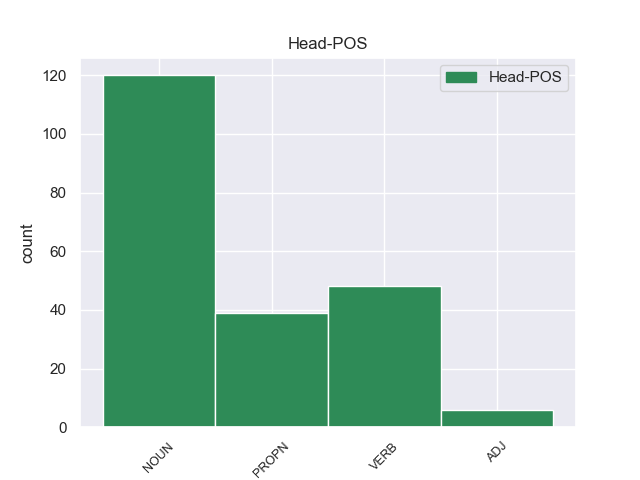 Head-POS
Head-POS
120
100
80
60
40
20
0
count
NOUN
PROPN
VERB
ADJ